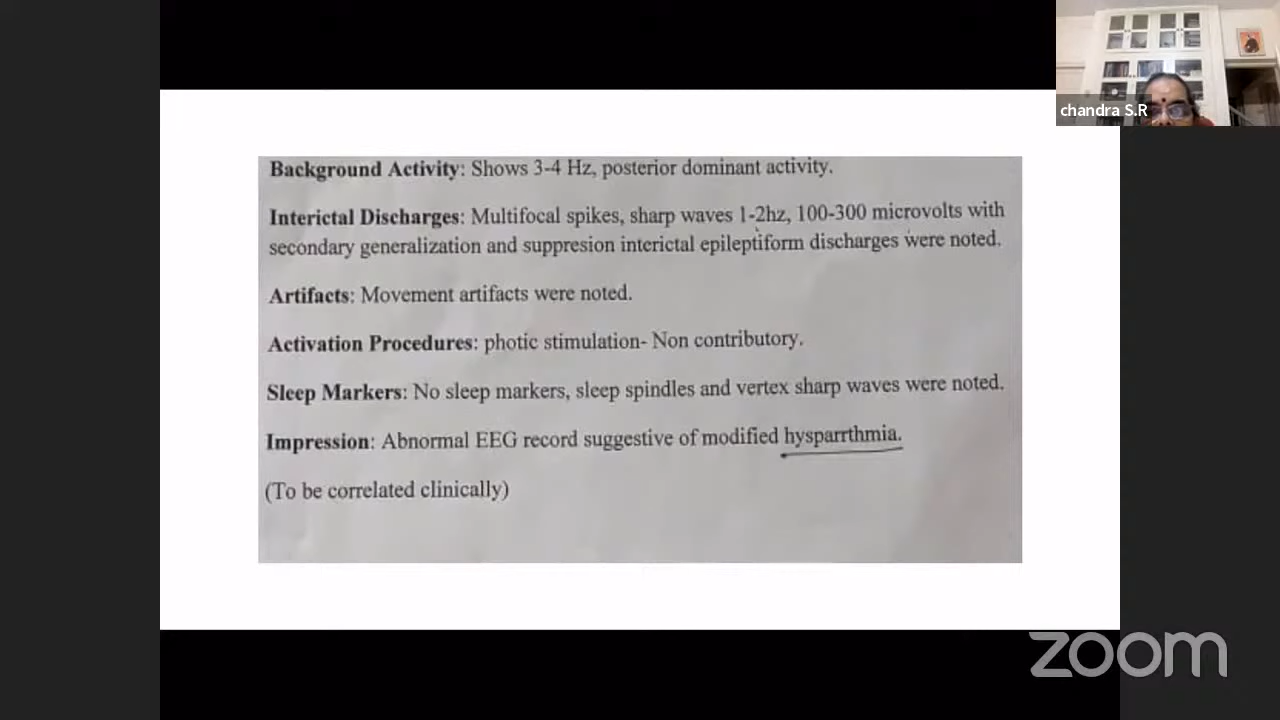 chandra S.R
Background Activity: Shows 3-4 Hz, posterior dominant activity.
Interictal Discharges: Multifocal spikes, sharp waves 1-2hz, 100-300 microvolts with
secondary generalization and suppresion interictal epileptiform discharges were noted.
Artifacts: Movement artifacts were noted.
Activation Procedures: photic stimulation- Non contributory.
Sleep Markers: No sleep markers, sleep spindles and vertex sharp waves were noted.
Impression: Abnormal EEG record suggestive of modified hysparrthmia.
(To be correlated clinically)
zoom